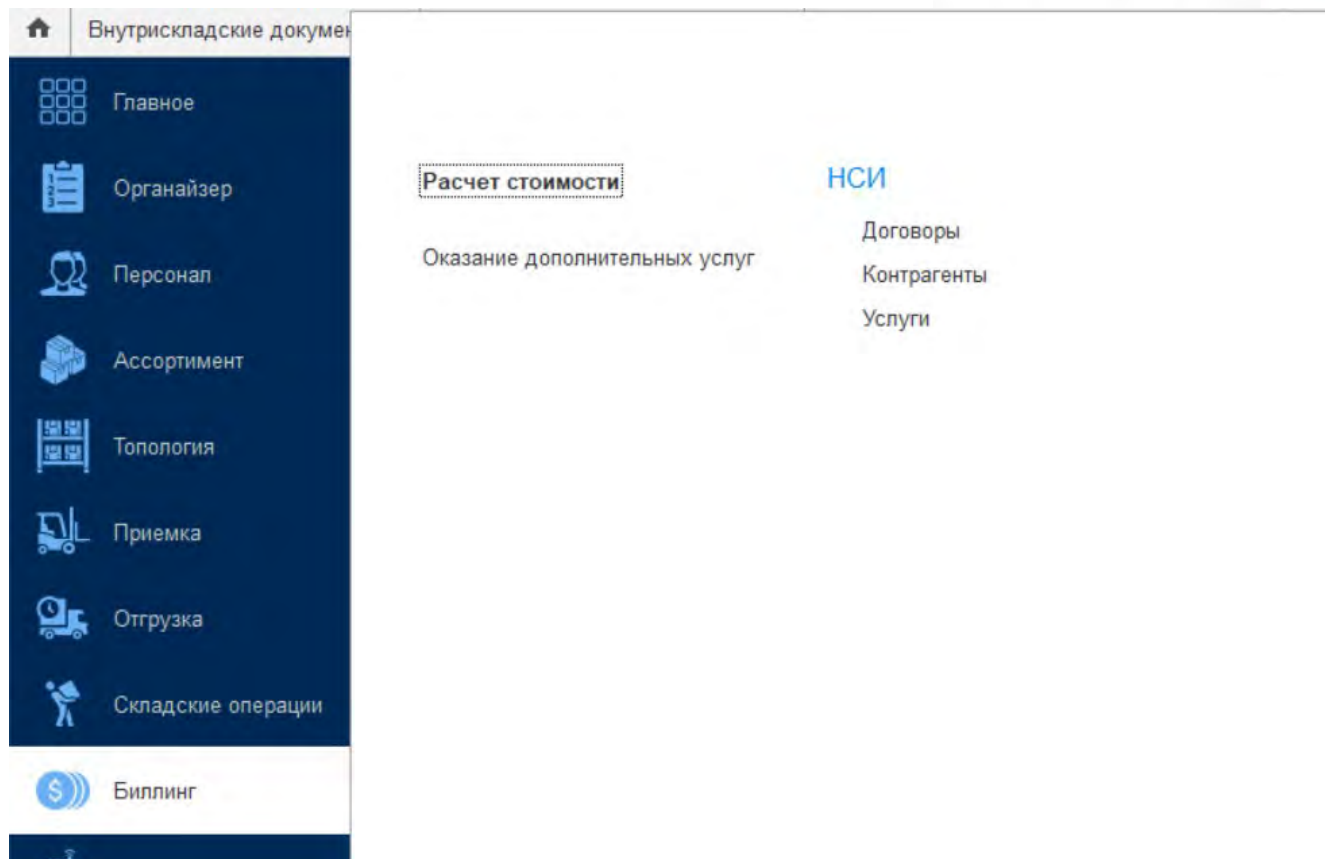 Внутрискладские докумен
Главное
Органайзер
Персонал
Ассортимент
Топология
Приемка
Отгрузка
Складские операции
Биллинг
Расчет стоимости
Оказание дополнительных услуг
НСИ
Договоры
Контрагенты
Услуги